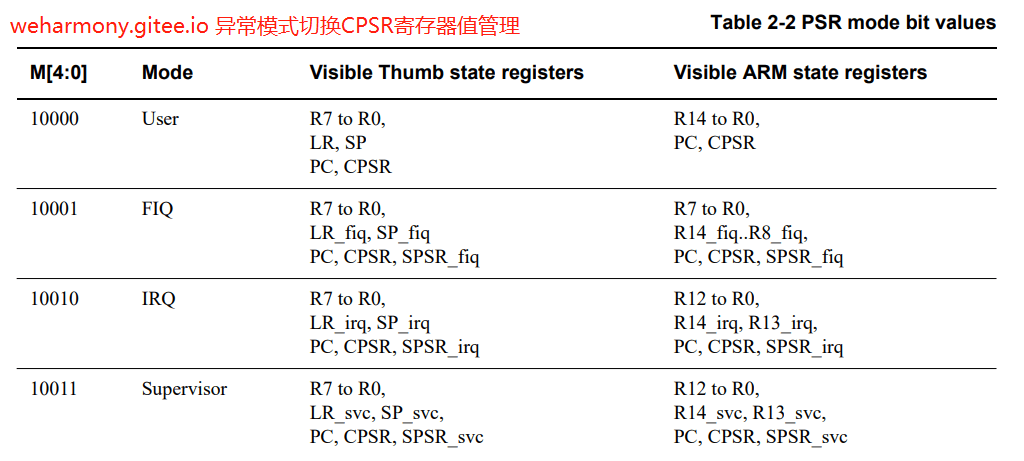 weharmony.gitee.io 异常模式切换CPSR寄存器值管理
Table 2-2 PSR mode bit values
M[4:0] Mode Visible Thumb state registers Visible ARM state registers
10000 User R7 to R0, R14 to R0,
LR, SP PC, CPSR
PC, CPSR
10001 FIQ R7 to R0, R7 to R0,
LR_fiq, SP_fiq R14_fiq..R8_fiq,
PC, CPSR, SPSR_fiq PC, CPSR, SPSR_fiq
10010 IRQ R7 to R0, R12 to R0,
LR_irq, SP_irq R14_irq, R13_irq,
PC, CPSR, SPSR_irq PC, CPSR, SPSR_irq
10011 Supervisor R7 to R0, R12 to R0,
LR_svc, SP_svc, R14_svc, R13_svc,
PC, CPSR, SPSR_svc PC, CPSR, SPSR_svc